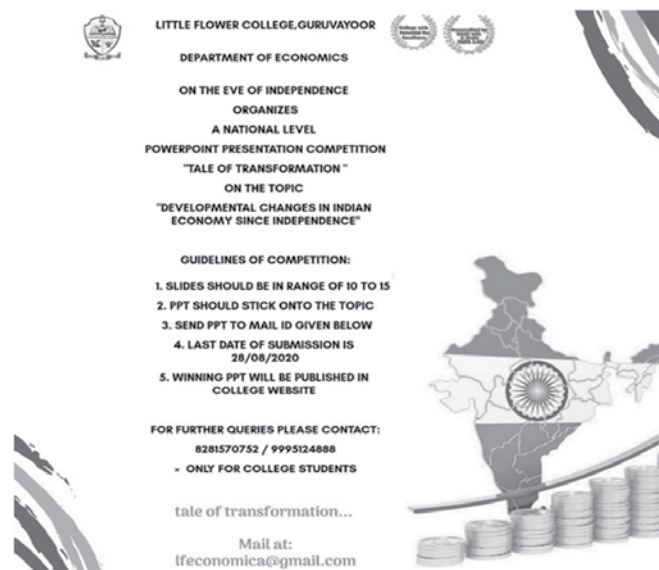 LITTLE FLOWER COLLEGE,GURUVAYOOR
DEPARTMENT OF ECONOMICS
ON THE EVE OF INDEPENDENCE
ORGANIZES
A NATIONAL LEVEL
POWERPOINT PRESENTATION COMPETITION
"TALE OF TRANSFORMATION "
ON THE TOPIC
"DEVELOPMENTAL CHANGES IN INDIAN
ECONOMY SINCE INDEPENDENCE"
GUIDELINES OF COMPETITION:
1. SLIDES SHOULD BE IN RANGE OF 10 TO 15
2. PPT SHOULD STICK ONTO THE TOPIC
3. SEND PPT TO MAIL ID GIVEN BELOW
4. LAST DATE OF SUBMISSION IS
28/08/2020
5. WINNING PPT WILL BE PUBLISHED IN
COLLEGE WEBSITE
FOR FURTHER QUERIES PLEASE CONTACT:
8281570752 / 9995124888
× ONLY FOR COLLEGE STUDENTS
tale of transformation...
Mail at:
lfeconomica@gmail.com